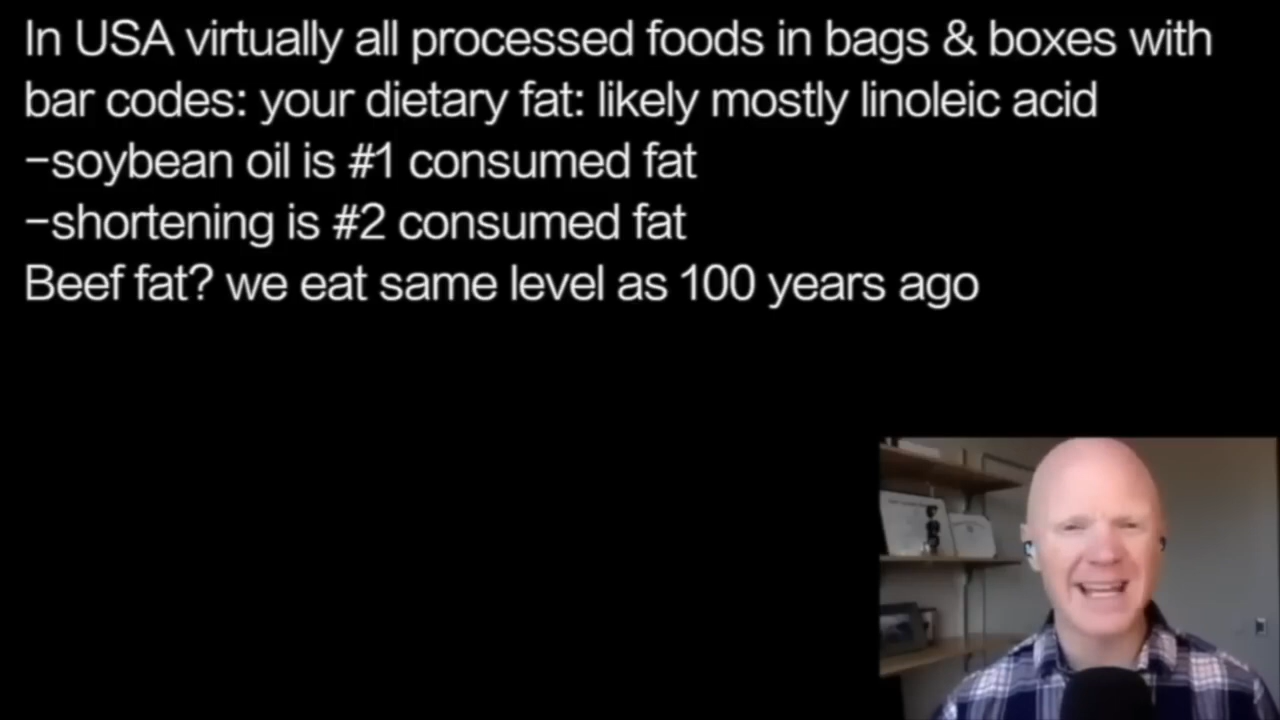 In USA virtually all processed foods in bags & boxes with
bar codes: your dietary fat: likely mostly linoleic acid
–soybean oil is #1 consumed fat
–shortening is #2 consumed fat
Beef fat? we eat same level as 100 years ago